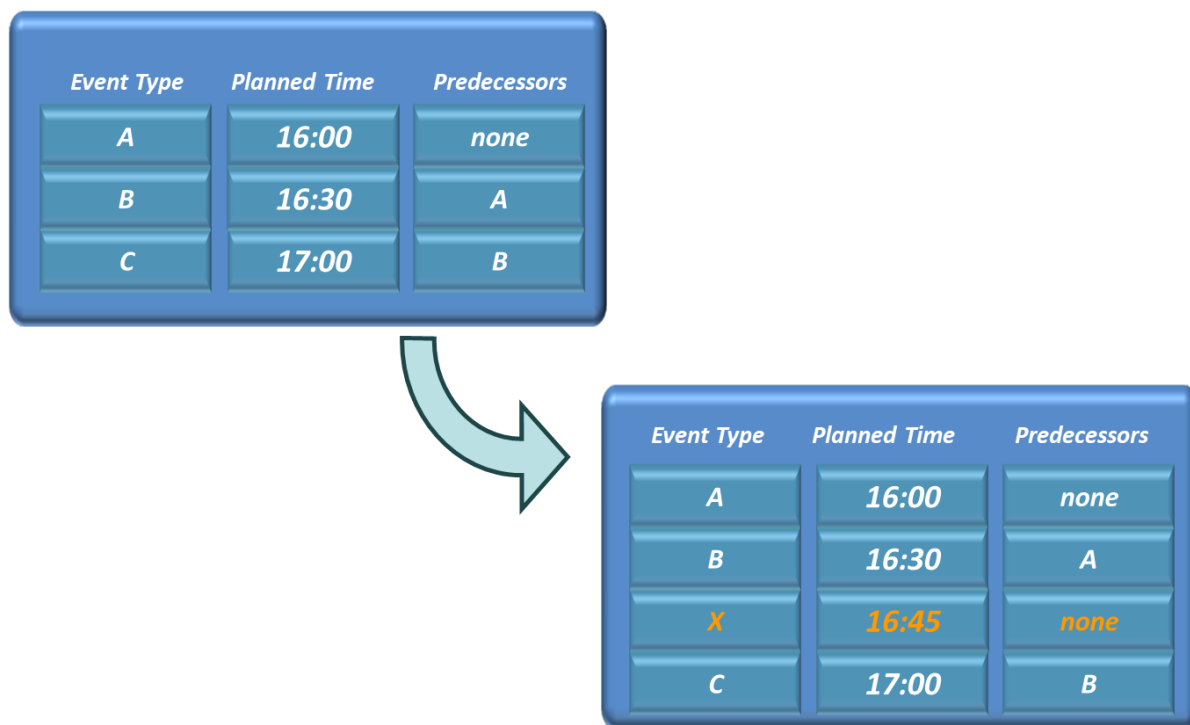 Event Type Planned Time Predecessors
A 16:00 none
B 16:30 A
C 17:00 B
Event Type Planned Time Predecessors
A 16:00 none
B 16:30 A
X 16:45 none
C 17:00 B